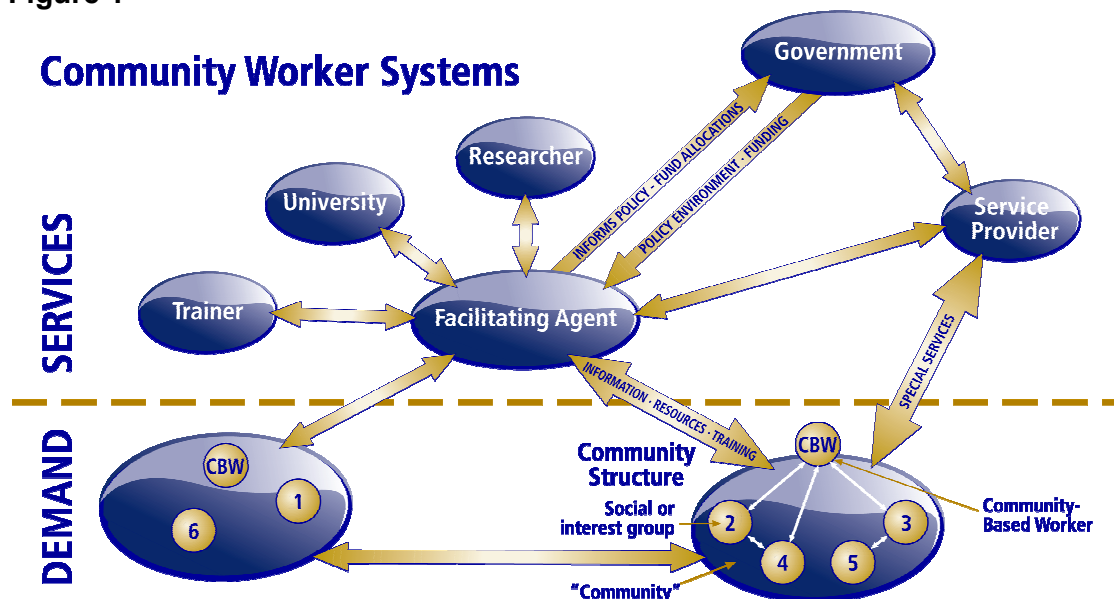 Figure 1
Community Worker Systems
Government
Researcher
University
Service
Provider
Trainer
Facilitating Agent
INFORMS POLICY - FUND ALLOCATIONS
POLICY ENVIRONMENT - FUNDING
SERVICES
SPECIAL SERVICES
INFORMATION - RESOURCES - TRAINING
DEMAND
CBW
1
6
Community
Structure
CBW
Social or
interest group
2
3
4
5
Community-
Based Worker
"Community"